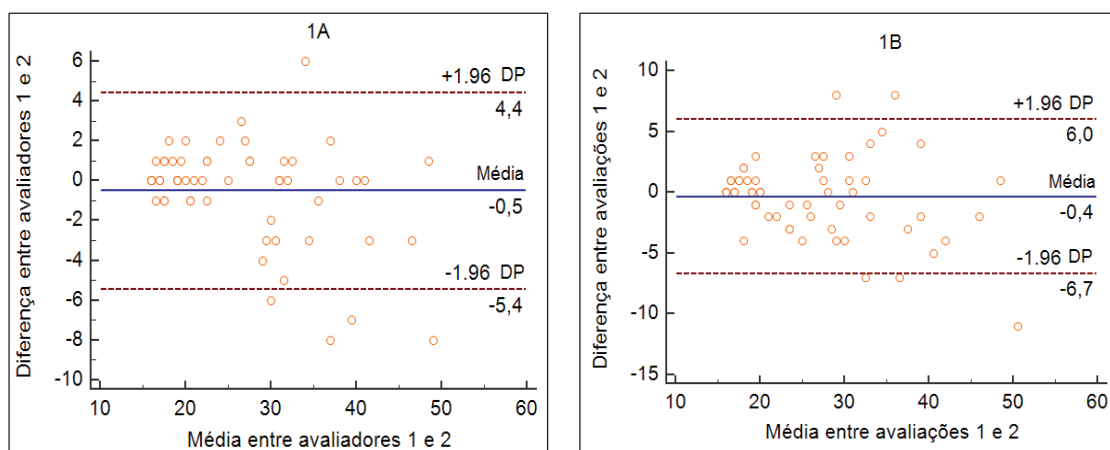 1A
Diferença entre avaliadores 1 e 2
6
4
2
0
-2
-4
-6
-8
-10
+1.96 DP
4,4
Média
-0,5
-1.96 DP
-5,4
10 20 30 40 50 60
Média entre avaliadores 1 e 2
1B
Diferença entre avaliações 1 e 2
10
5
0
-5
-10
-15
+1.96 DP
6,0
Média
-0,4
-1.96 DP
-6,7
10 20 30 40 50 60
Média entre avaliações 1 e 2